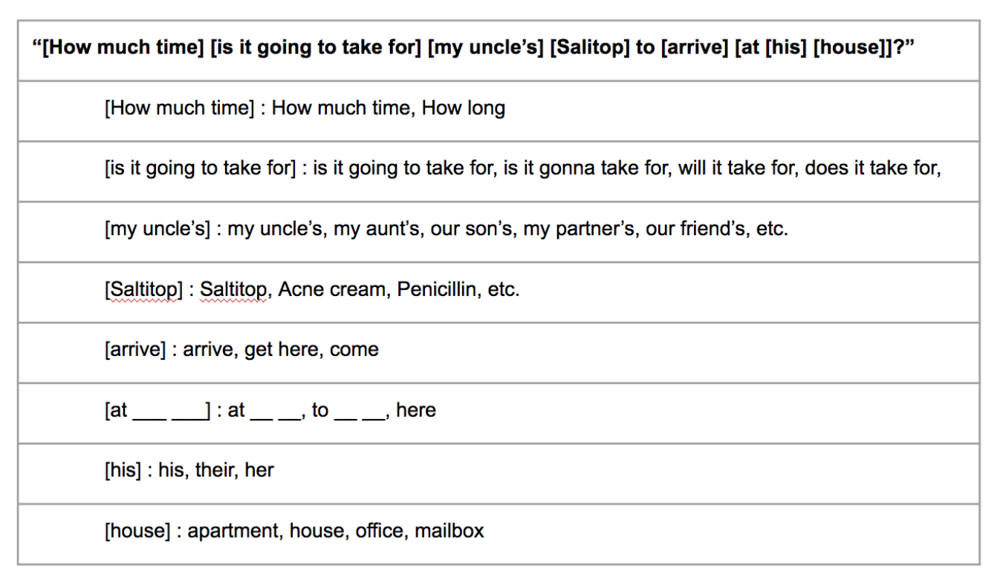 “[How much time] [is it going to take for] [my uncle’s] [Salitop] to [arrive] [at [his] [house]]?”
[How much time] : How much time, How long
[is it going to take for] : is it going to take for, is it gonna take for, will it take for, does it take for,
[my uncle’s] : my uncle’s, my aunt’s, our son’s, my partner’s, our friend’s, etc.
[Saltitop] : Saltitop, Acne cream, Penicillin, etc.
[arrive] : arrive, get here, come
[at ___ ___] : at __ __, to __ __, here
[his] : his, their, her
[house] : apartment, house, office, mailbox